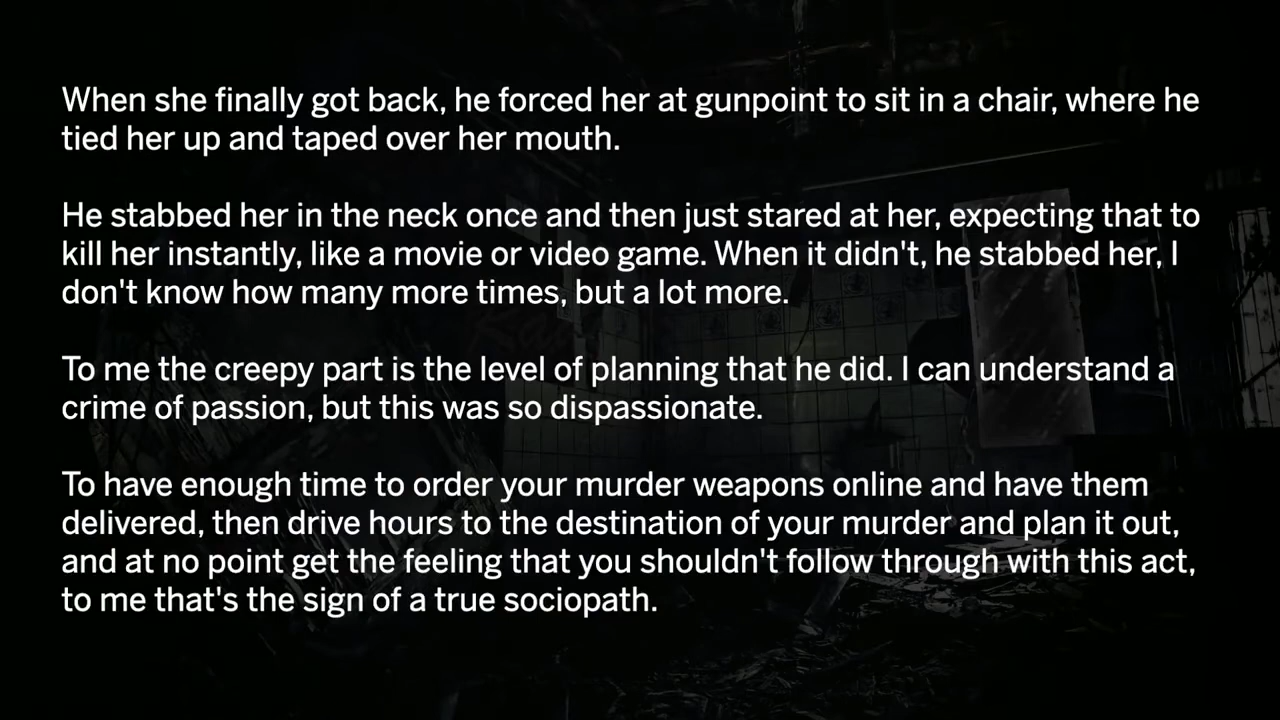 When she finally got back, he forced her at gunpoint to sit in a chair, where he
tied her up and taped over her mouth.
He stabbed her in the neck once and then just stared at her, expecting that to
kill her instantly, like a movie or video game. When it didn't, he stabbed her, I
don't know how many more times, but a lot more.
To me the creepy part is the level of planning that he did. I can understand a
crime of passion, but this was so dispassionate.
To have enough time to order your murder weapons online and have them
delivered, then drive hours to the destination of your murder and plan it out,
and at no point get the feeling that you shouldn't follow through with this act,
to me that's the sign of a true sociopath.